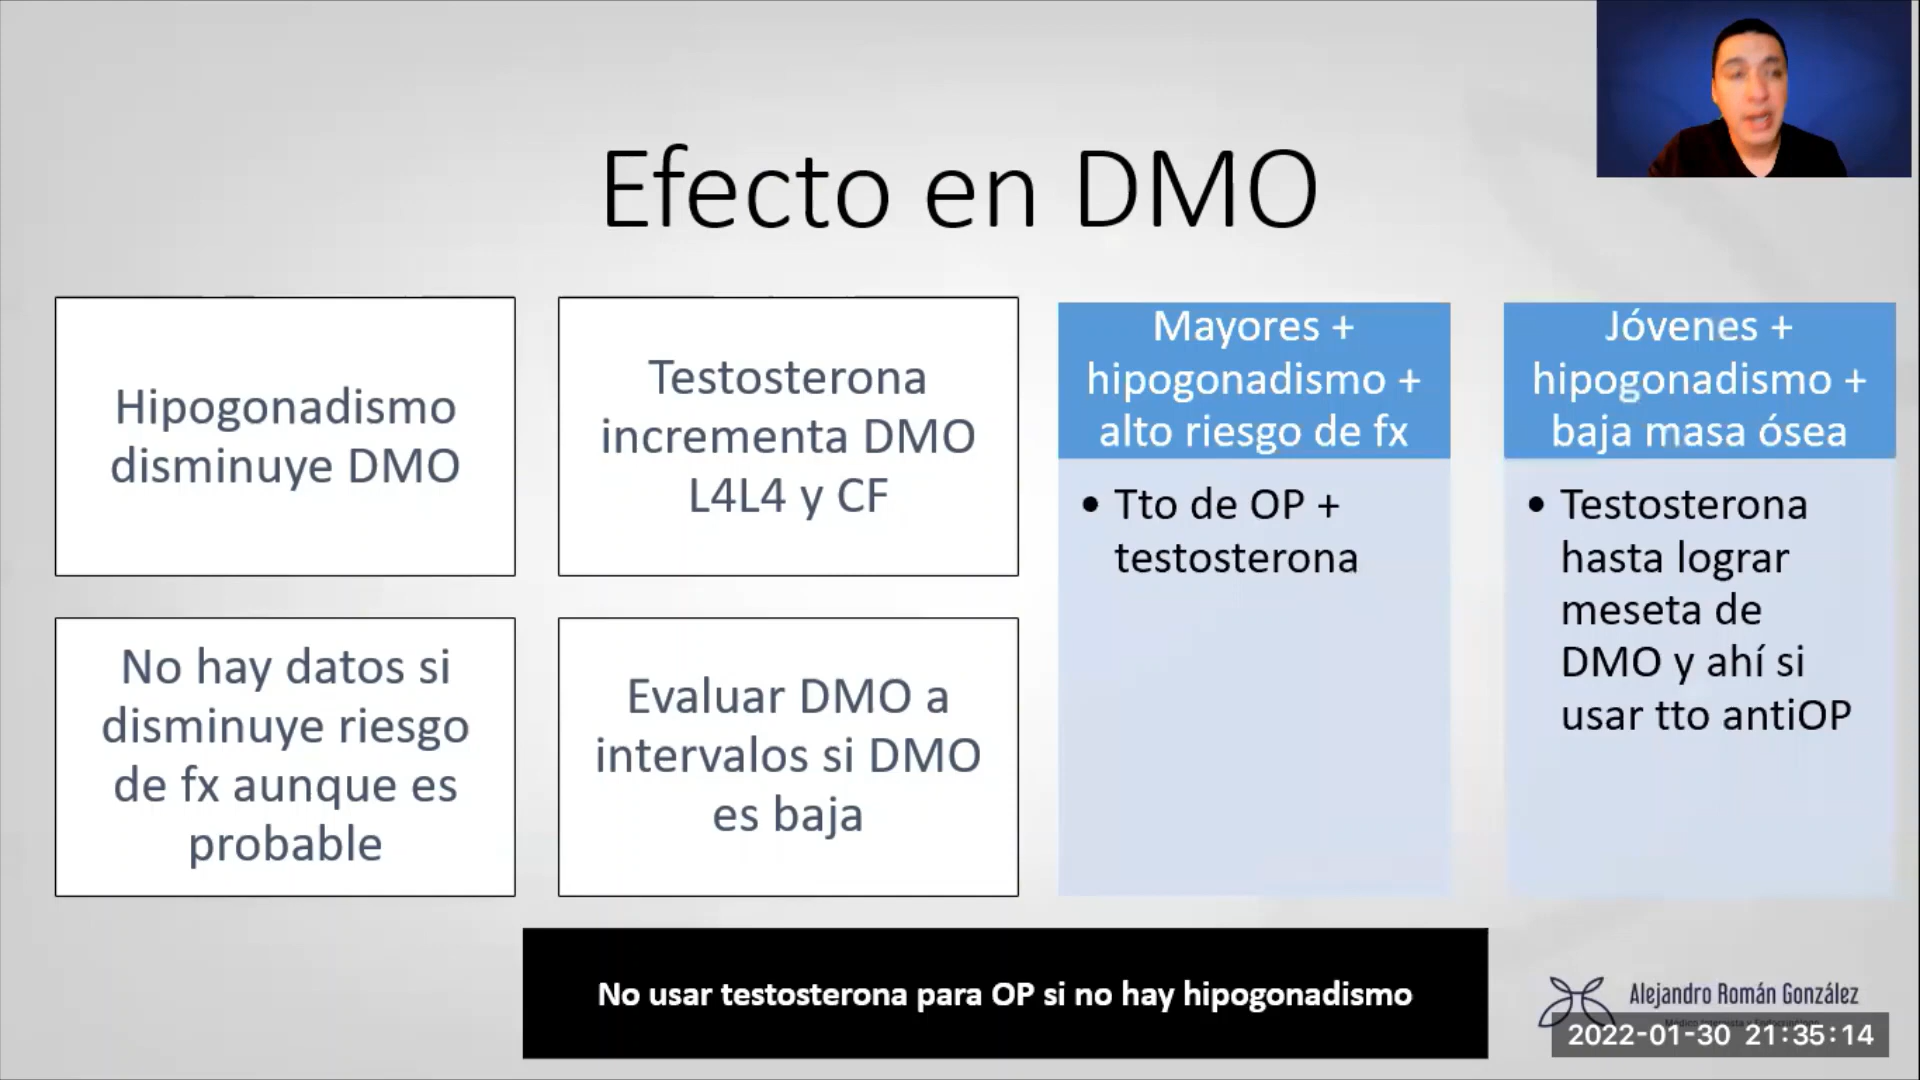 Efecto en DMO
Hipogonadismo
disminuye DMO
Testosterona
incrementa DMO
L4L4 y CF
No hay datos si
disminuye riesgo
de fx aunque es
probable
Evaluar DMO a
intervalos si DMO
es baja
Mayores +
hipogonadismo +
alto riesgo de fx
• Tto de OP +
testosterona
Jóvenes +
hipogonadismo +
baja masa ósea
• Testosterona
hasta lograr
meseta de
DMO y ahí si
usar tto antiOP
No usar testosterona para OP si no hay hipogonadismo
Alejandro Román González
2022-01-30 21:35:14